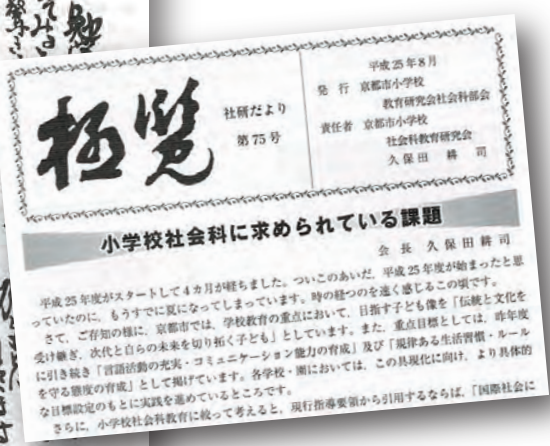 極覧
社研だより
第75号
平成25年8月
発 行 京都市小学校
教育研究会社会科部会
責任者 京都市小学校
社会科教育研究会
久保田 耕 司
小学校社会科に求められている課題
会 長 久保田耕司
平成25年度がスタートして4カ月が経ちました。ついこのあいだ、平成25年度が始まったと思
っていたのに、もうすでに夏になってしまっています。時の経つのを速く感じるこの頃です。
さて、ご存知の様に、京都市では、学校教育の重点において、目指す子ども像を「伝統と文化を
受け継ぎ、次代と自らの未来を切り拓く子ども」としています。また、重点目標としては、昨年度
に引き続き「言語活動の充実・コミュニケーション能力の育成」及び「規律ある生活習慣・ルール
を守る態度の育成」として掲げています。各学校・園においては、この具現化に向け、より具体的
な目標設定のもとに実践を進めているところです。
さらに、小学校社会科教育に絞って考えると、現行指導要領から引用するならば、「国際社会に